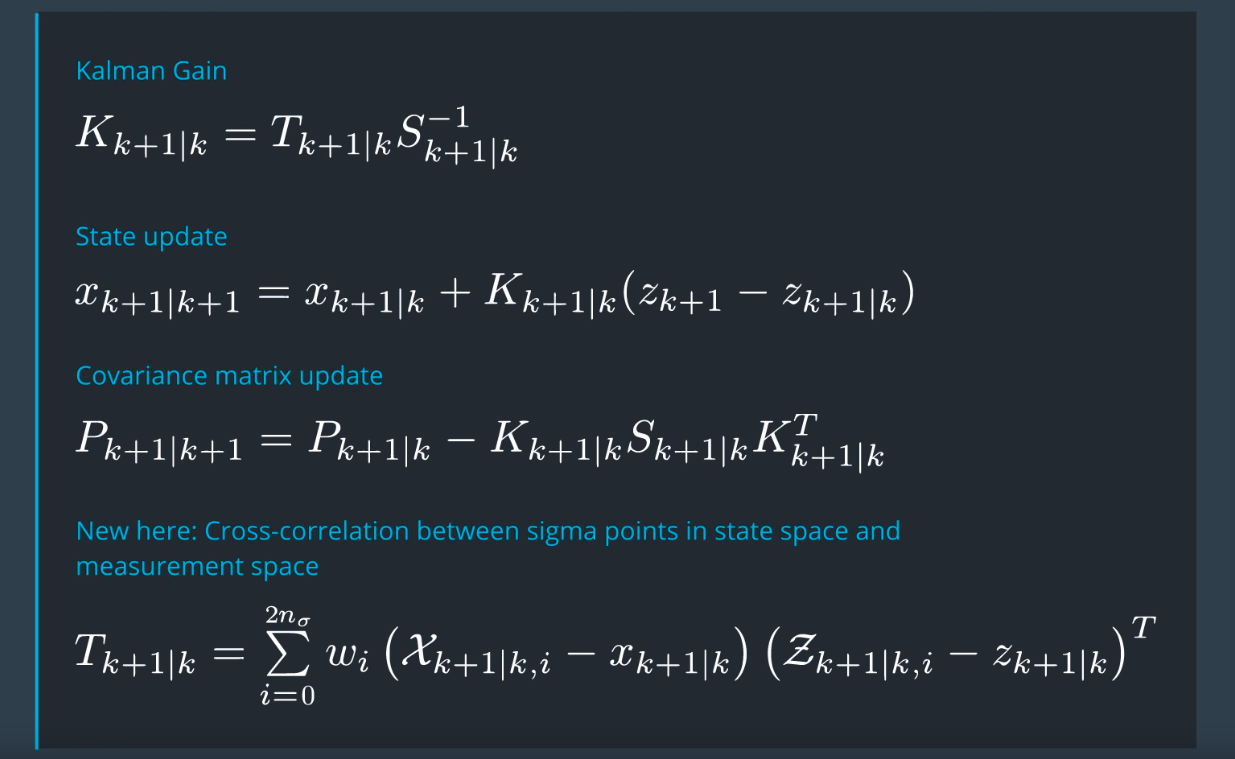 Kalman Gain
$K_{k+1|k} = T_{k+1|k} S^{-1}_{k+1|k}$
State update
$x_{k+1|k+1} = x_{k+1|k} + K_{k+1|k}(z_{k+1} - z_{k+1|k})$
Covariance matrix update
$P_{k+1|k+1} = P_{k+1|k} - K_{k+1|k} S_{k+1|k} K^T_{k+1|k}$
New here: Cross-correlation between sigma points in state space and
measurement space
$T_{k+1|k} = \sum_{i=0}^{2n_\sigma} w_i \left(\mathcal{X}_{k+1|k,i} - x_{k+1|k}\right) \left(\mathcal{Z}_{k+1|k,i} - z_{k+1|k}\right)^T$